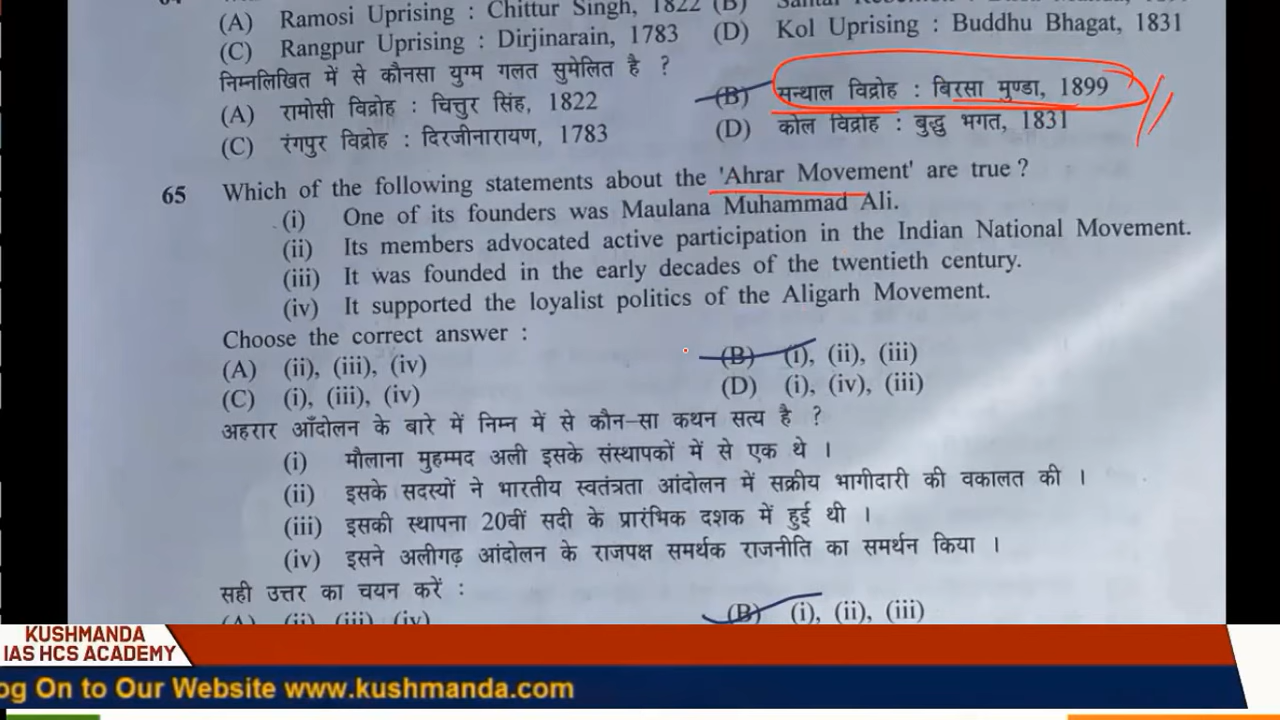 (A) Ramosi Uprising : Chittur Singh, 1822 (B)
(C) Rangpur Uprising : Dirjinarain, 1783 (D) Kol Uprising : Buddhu Bhagat, 1831
निम्नलिखित में से कौनसा युग्म गलत सुमेलित है ?
(A) रामोसी विद्रोह : चित्तुर सिंह, 1822 (B) सन्थाल विद्रोह : बिरसा मुण्डा, 1899
(C) रंगपुर विद्रोह : दिरजीनारायण, 1783 (D) कोल विद्रोह : बुद्धु भगत, 1831
65 Which of the following statements about the 'Ahrar Movement' are true ?
(i) One of its founders was Maulana Muhammad Ali.
(ii) Its members advocated active participation in the Indian National Movement.
(iii) It was founded in the early decades of the twentieth century.
(iv) It supported the loyalist politics of the Aligarh Movement.
Choose the correct answer :
(A) (ii), (iii), (iv) (B) (i), (ii), (iii)
(C) (i), (iii), (iv) (D) (i), (iv), (iii)
अहरार आँदोलन के बारे में निम्न में से कौन-सा कथन सत्य है ?
(i) मौलाना मुहम्मद अली इसके संस्थापकों में से एक थे ।
(ii) इसके सदस्यों ने भारतीय स्वतंत्रता आंदोलन में सक्रीय भागीदारी की वकालत की ।
(iii) इसकी स्थापना 20वीं सदी के प्रारंभिक दशक में हुई थी ।
(iv) इसने अलीगढ़ आंदोलन के राजपक्ष समर्थक राजनीति का समर्थन किया ।
सही उत्तर का चयन करें :
(A) (ii), (iii), (iv) (B) (i), (ii), (iii)
KUSHMANDA
IAS HCS ACADEMY
og On to Our Website www.kushmanda.com